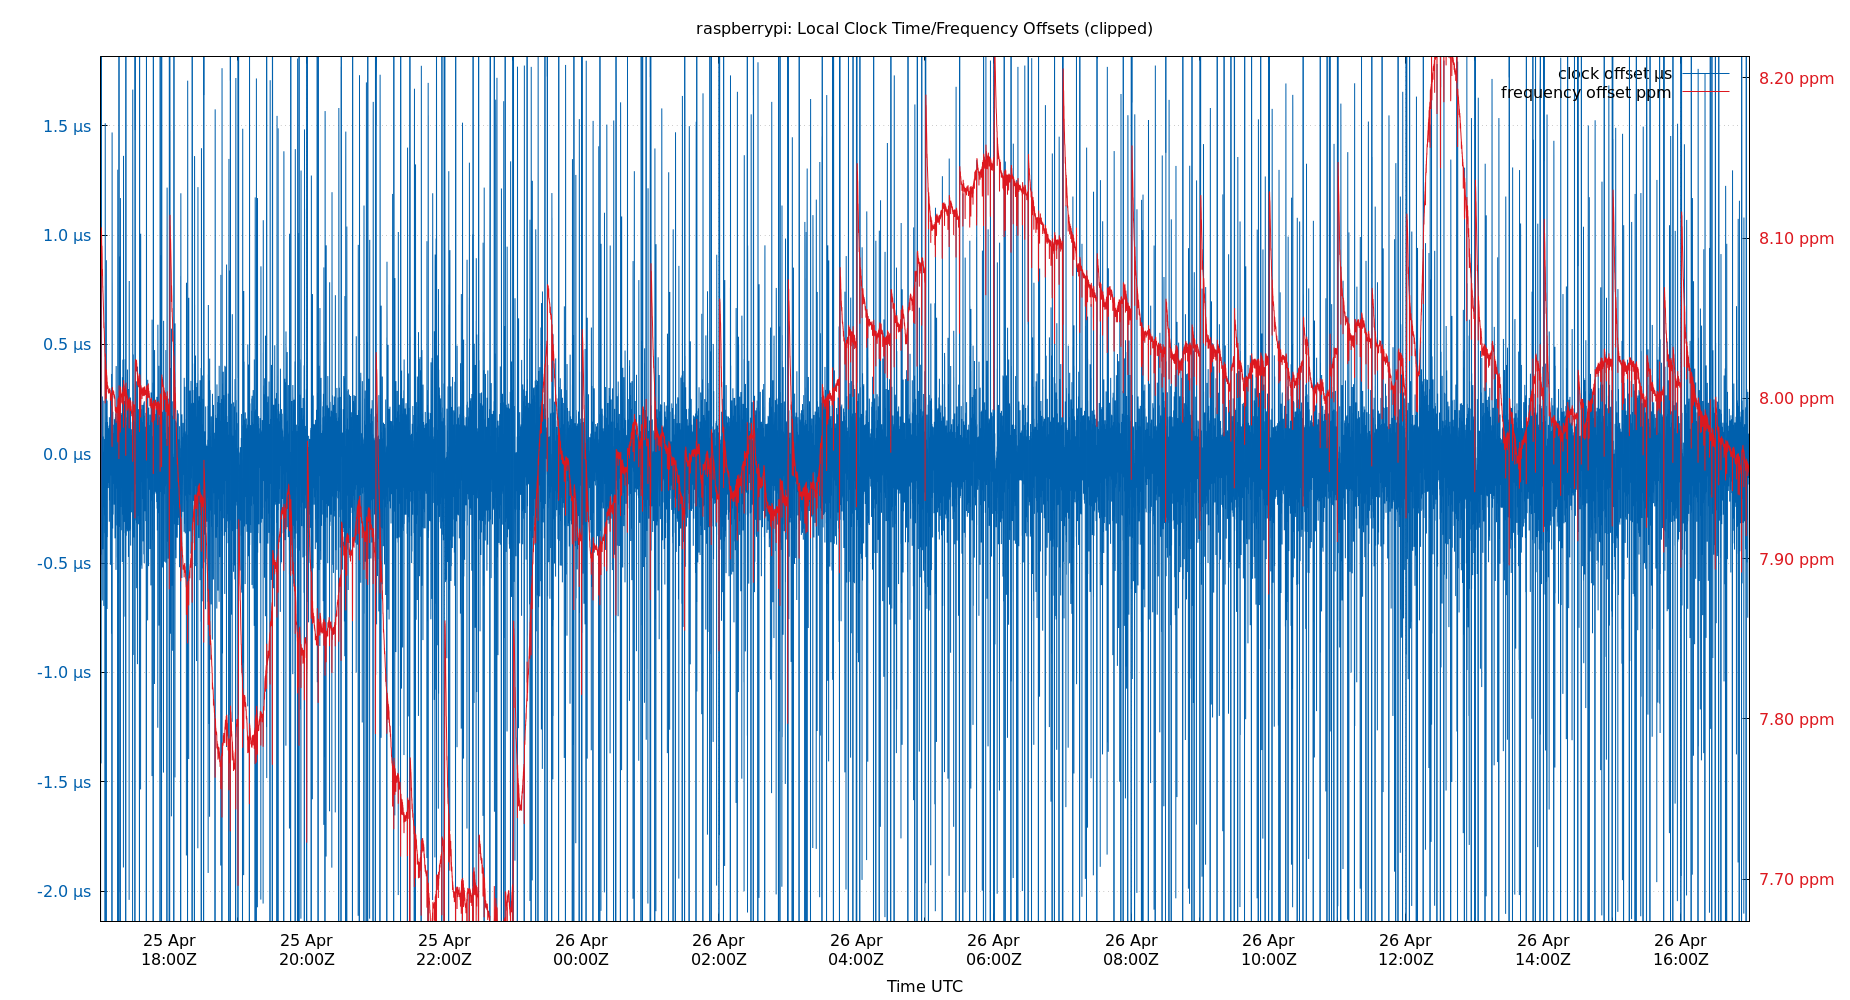 raspberrypi: Local Clock Time/Frequency Offsets (clipped)
clock offset µs
frequency offset ppm
1.5 µs
1.0 µs
0.5 µs
0.0 µs
-0.5 µs
-1.0 µs
-1.5 µs
-2.0 µs
8.20 ppm
8.10 ppm
8.00 ppm
7.90 ppm
7.80 ppm
7.70 ppm
25 Apr
18:00Z
25 Apr
20:00Z
25 Apr
22:00Z
26 Apr
00:00Z
26 Apr
02:00Z
26 Apr
04:00Z
26 Apr
06:00Z
26 Apr
08:00Z
26 Apr
10:00Z
26 Apr
12:00Z
26 Apr
14:00Z
26 Apr
16:00Z
Time UTC